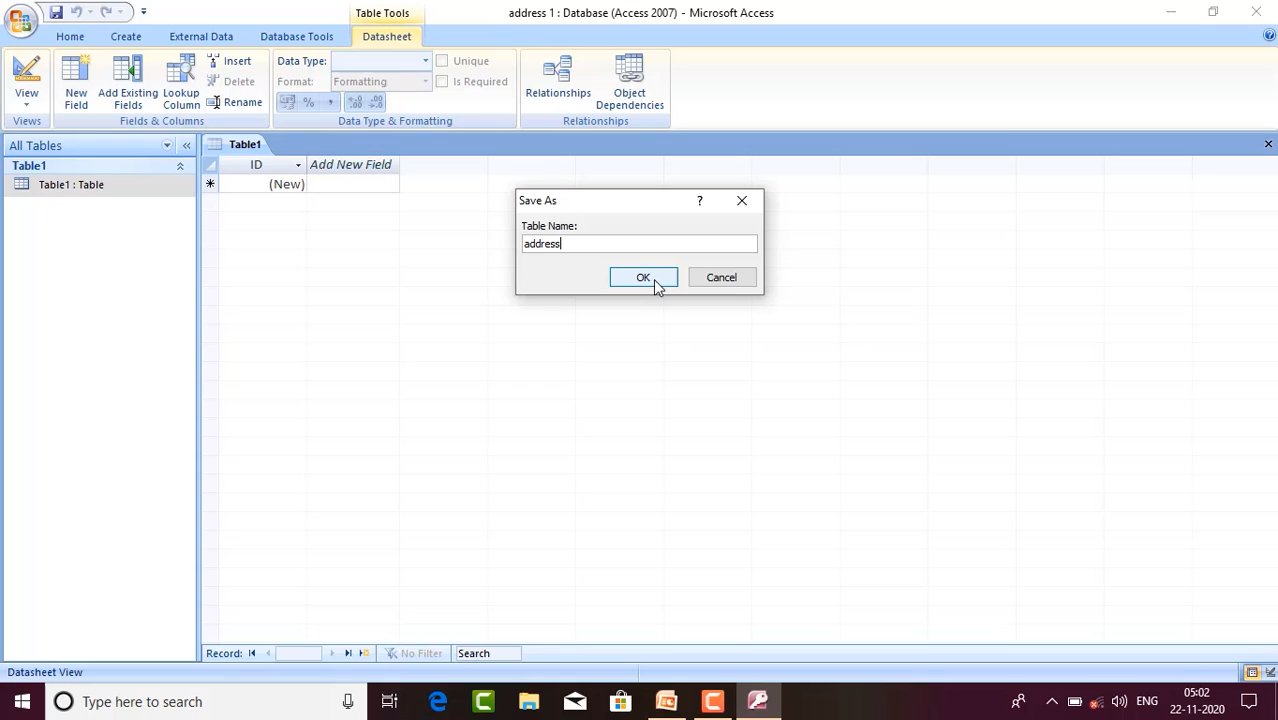 Table Tools
address 1 : Database (Access 2007) - Microsoft Access
Home
Create
External Data
Database Tools
Datasheet
View
New Field
Add Existing Fields
Lookup Column
Insert
Delete
Rename
Data Type:
Format:
Formatting
%
Unique
Is Required
Relationships
Object Dependencies
Views
Fields & Columns
Data Type & Formatting
Relationships
All Tables
Table1
Table1 : Table
Table1
ID
Add New Field
(New)
Save As
?
Table Name:
address
OK
Cancel
Record:
No Filter
Search
Datasheet View
Type here to search
ENG
05:02
22-11-2020